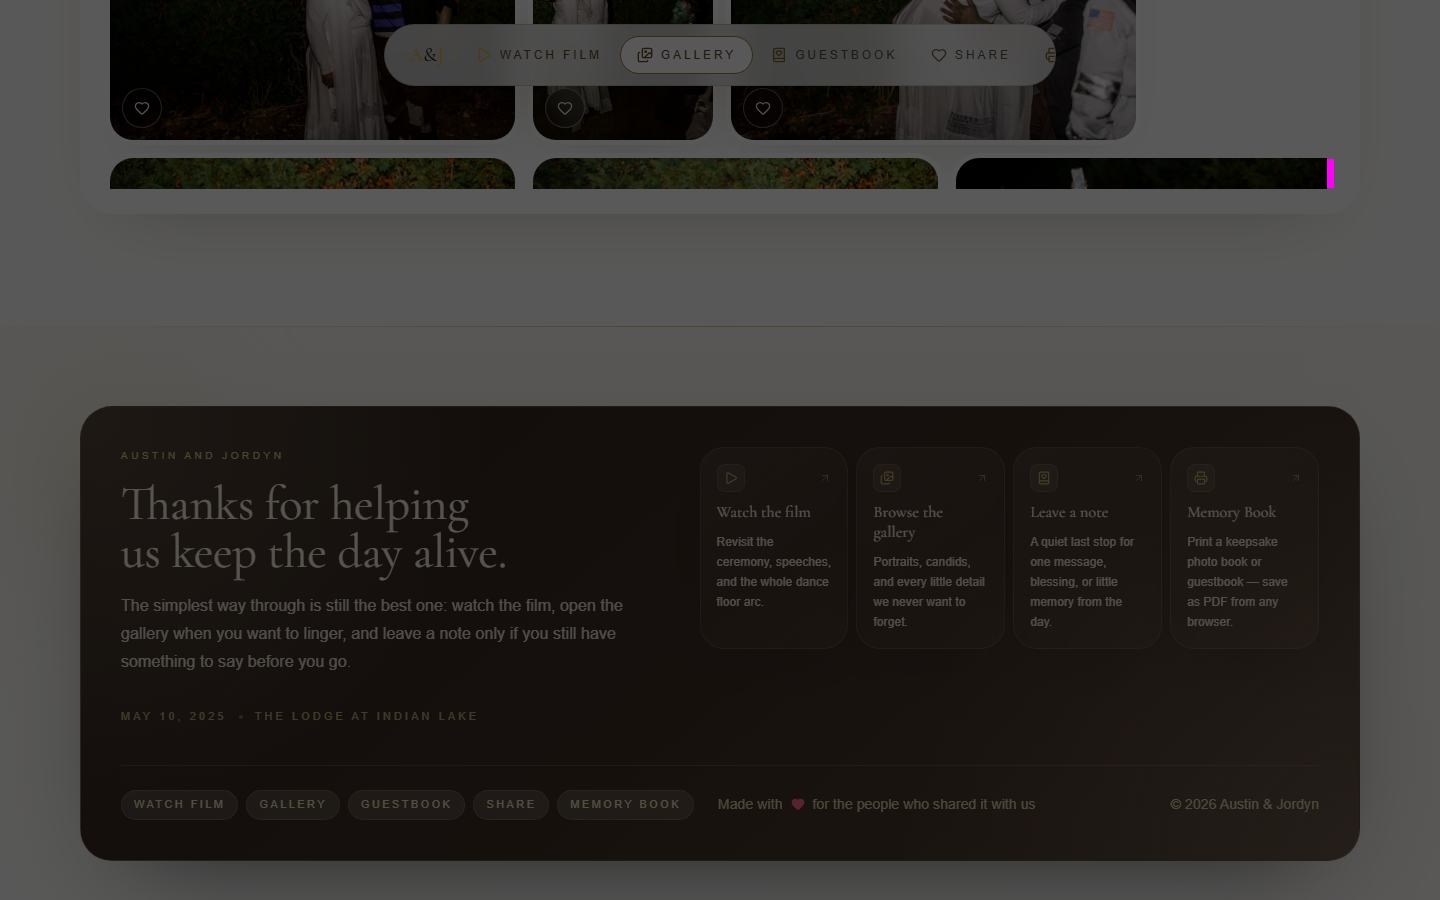 A&J WATCH FILM GALLERY GUESTBOOK SHARE
AUSTIN AND JORDYN
Thanks for helping
us keep the day alive.
The simplest way through is still the best one: watch the film, open the
gallery when you want to linger, and leave a note only if you still have
something to say before you go.
MAY 10, 2025 • THE LODGE AT INDIAN LAKE
Watch the film
Revisit the
ceremony, speeches,
and the whole dance
floor arc.
Browse the
gallery
Portraits, candids,
and every little detail
we never want to
forget.
Leave a note
A quiet last stop for
one message,
blessing, or little
memory from the
day.
Memory Book
Print a keepsake
photo book or
guestbook — save
as PDF from any
browser.
WATCH FILM GALLERY GUESTBOOK SHARE MEMORY BOOK
Made with ♥ for the people who shared it with us
© 2026 Austin & Jordyn